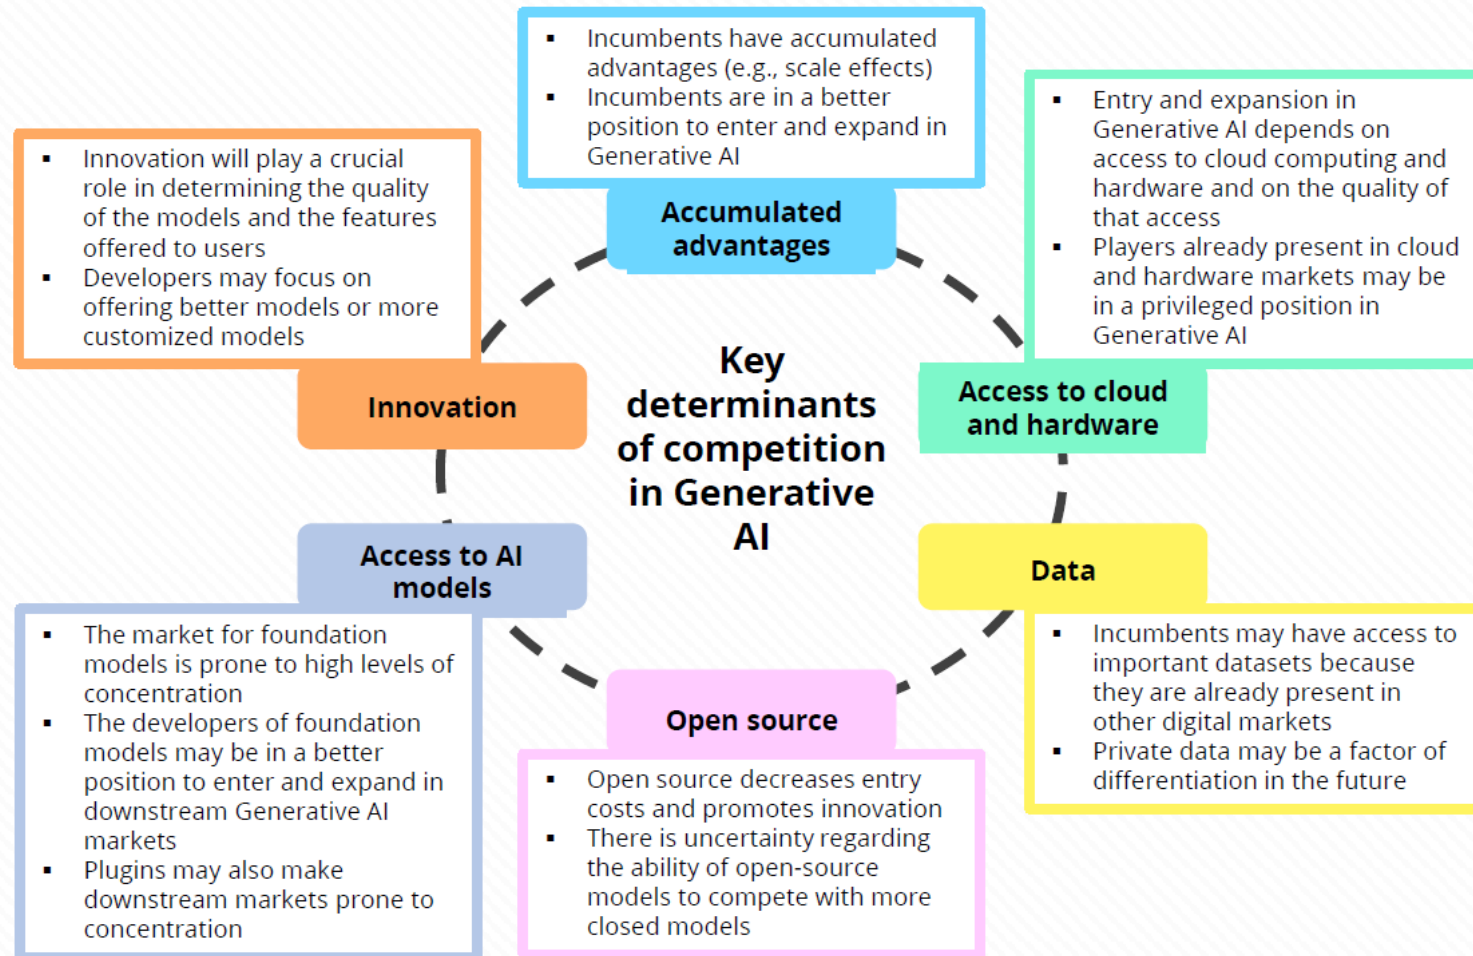 ▪ Incumbents have accumulated
advantages (e.g., scale effects)
▪ Incumbents are in a better
position to enter and expand in
Generative AI
Accumulated
advantages
▪ Entry and expansion in
Generative AI depends on
access to cloud computing and
hardware and on the quality of
that access
▪ Players already present in cloud
and hardware markets may be
in a privileged position in
Generative AI
Access to cloud
and hardware
▪ Innovation will play a crucial
role in determining the quality
of the models and the features
offered to users
▪ Developers may focus on
offering better models or more
customized models
Innovation
Key
determinants
of competition
in Generative
AI
Access to AI
models
▪ The market for foundation
models is prone to high levels of
concentration
▪ The developers of foundation
models may be in a better
position to enter and expand in
downstream Generative AI
markets
▪ Plugins may also make
downstream markets prone to
concentration
Data
▪ Incumbents may have access to
important datasets because
they are already present in
other digital markets
▪ Private data may be a factor of
differentiation in the future
Open source
▪ Open source decreases entry
costs and promotes innovation
▪ There is uncertainty regarding
the ability of open-source
models to compete with more
closed models